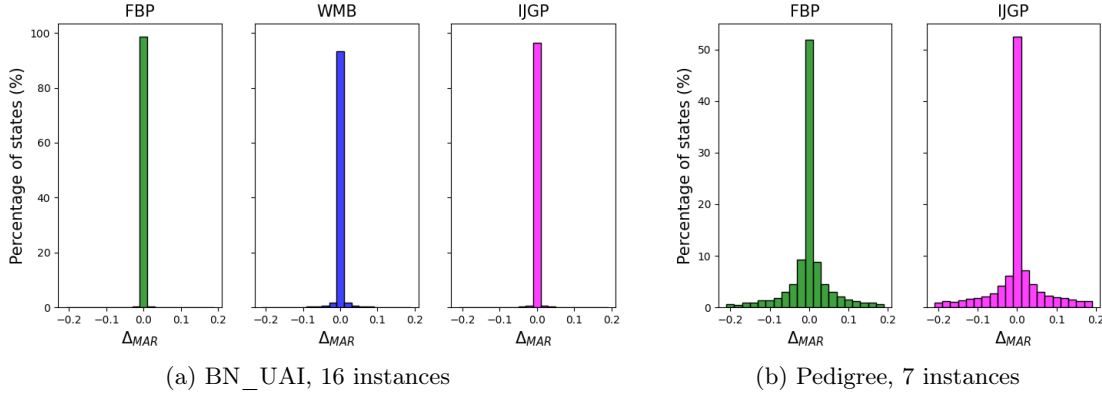 FBP WMB IJGP FBP IJGP
Percentage of states (%)
100
80
60
40
20
0
−0.2 −0.1 0.0 0.1 0.2
Δ_MAR
−0.2 −0.1 0.0 0.1 0.2
Δ_MAR
−0.2 −0.1 0.0 0.1 0.2
Δ_MAR
(a) BN_UAI, 16 instances
Percentage of states (%)
50
40
30
20
10
0
−0.2 −0.1 0.0 0.1 0.2
Δ_MAR
−0.2 −0.1 0.0 0.1 0.2
Δ_MAR
(b) Pedigree, 7 instances